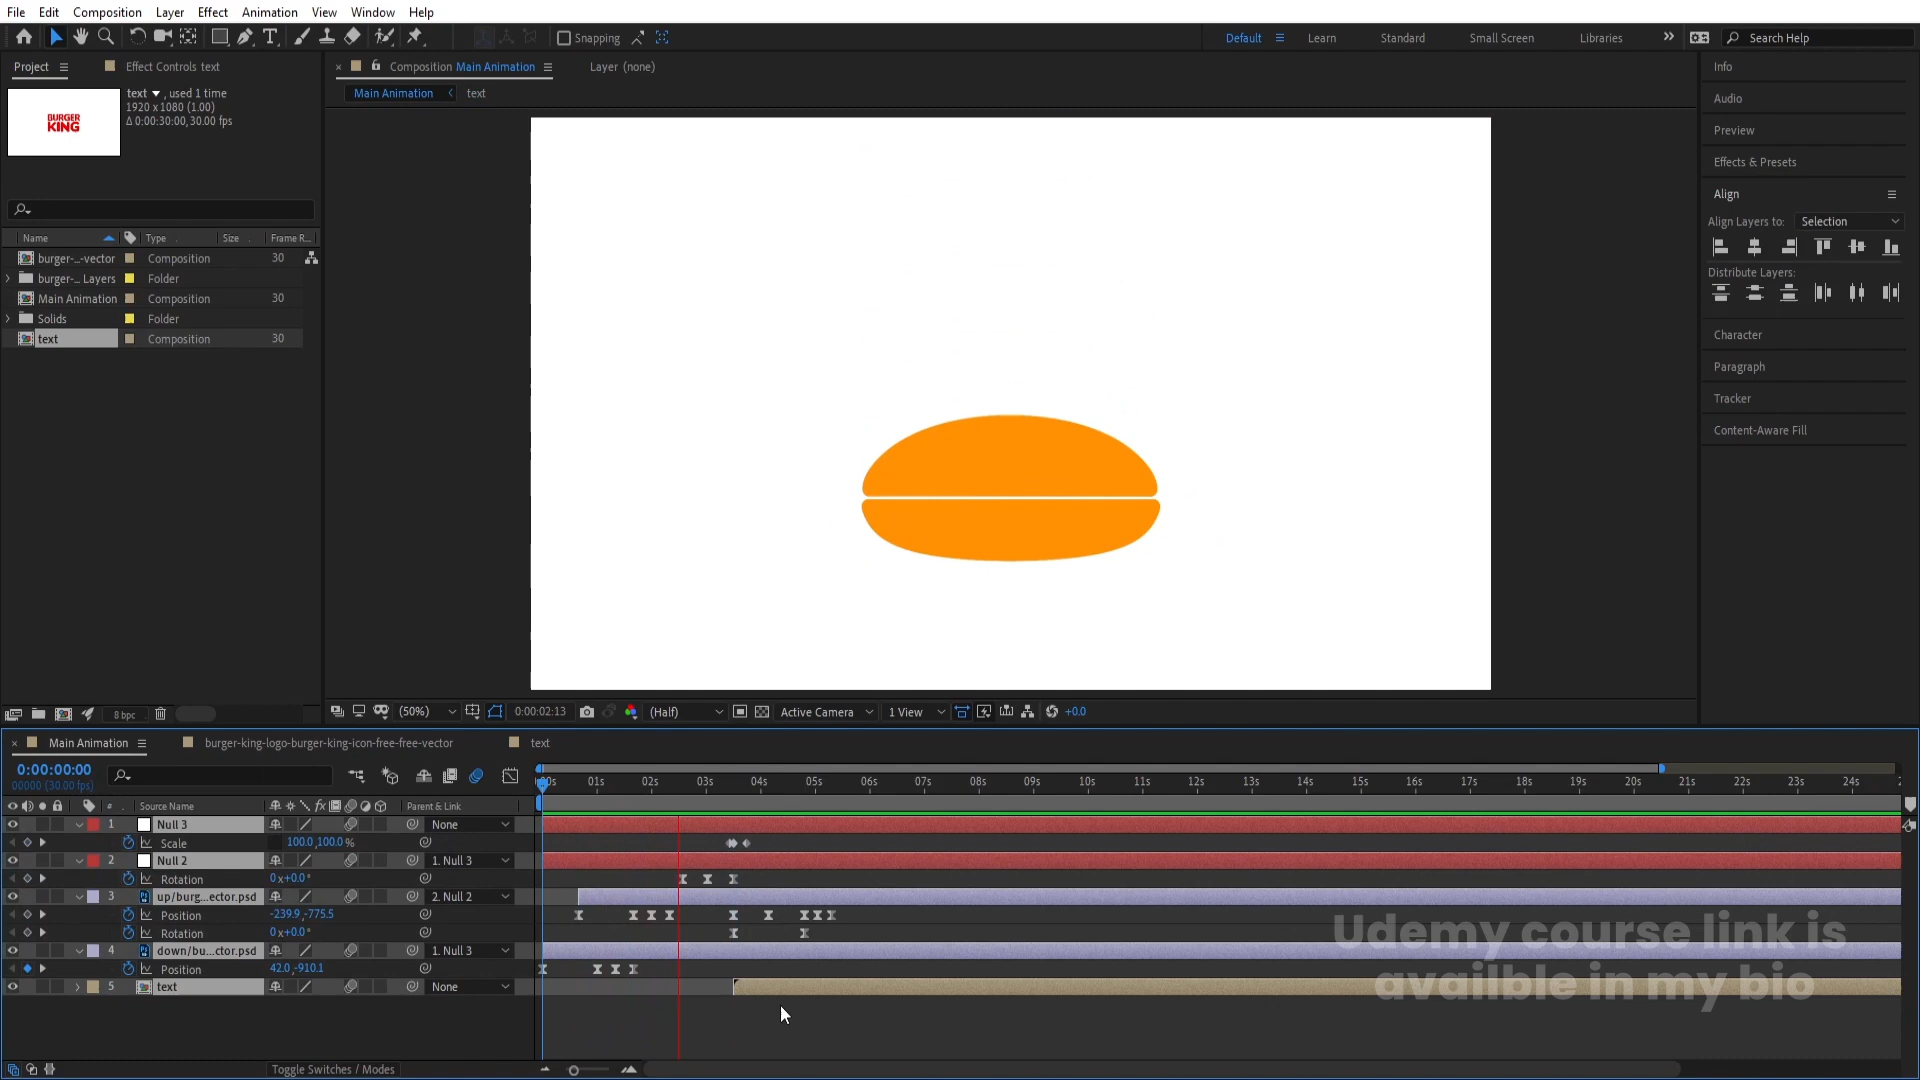 File Edit Composition Layer Effect Animation View Window Help
Snapping
Default Learn Standard Small Screen Libraries Search Help
Project Effect Controls text
Composition Main Animation Layer (none)
Main Animation text
text , used 1 time
1920 x 1080 (1.00)
Δ 0:00:30:00, 30.00 fps
BURGER
KING
Name Type Size Frame R...
burger-...-vector Composition 30
burger-... Layers Folder
Main Animation Composition 30
Solids Folder
text Composition 30
8 bpc
Info
Audio
Preview
Effects & Presets
Align
Align Layers to: Selection
Distribute Layers:
Character
Paragraph
Tracker
Content-Aware Fill
(50%) 0:00:02:13 (Half) Active Camera 1 View +0.0
Main Animation burger-king-logo-burger-king-icon-free-free-vector text
0:00:00:00
00000 (30.00 fps)
:00s 01s 02s 03s 04s 05s 06s 07s 08s 09s 10s 11s 12s 13s 14s 15s 16s 17s 18s 19s 20s 21s 22s 23s 24s
# Source Name Parent & Link
1 Null 3 None
Scale 100.0,100.0 %
2 Null 2 1. Null 3
Rotation 0x+0.0°
3 up/burg...ector.psd 2. Null 2
Position -239.9,-775.5
Rotation 0x+0.0°
4 down/bu...ctor.psd 1. Null 3
Position 42.0,-910.1
5 text None
Toggle Switches / Modes
Udemy course link is
availble in my bio